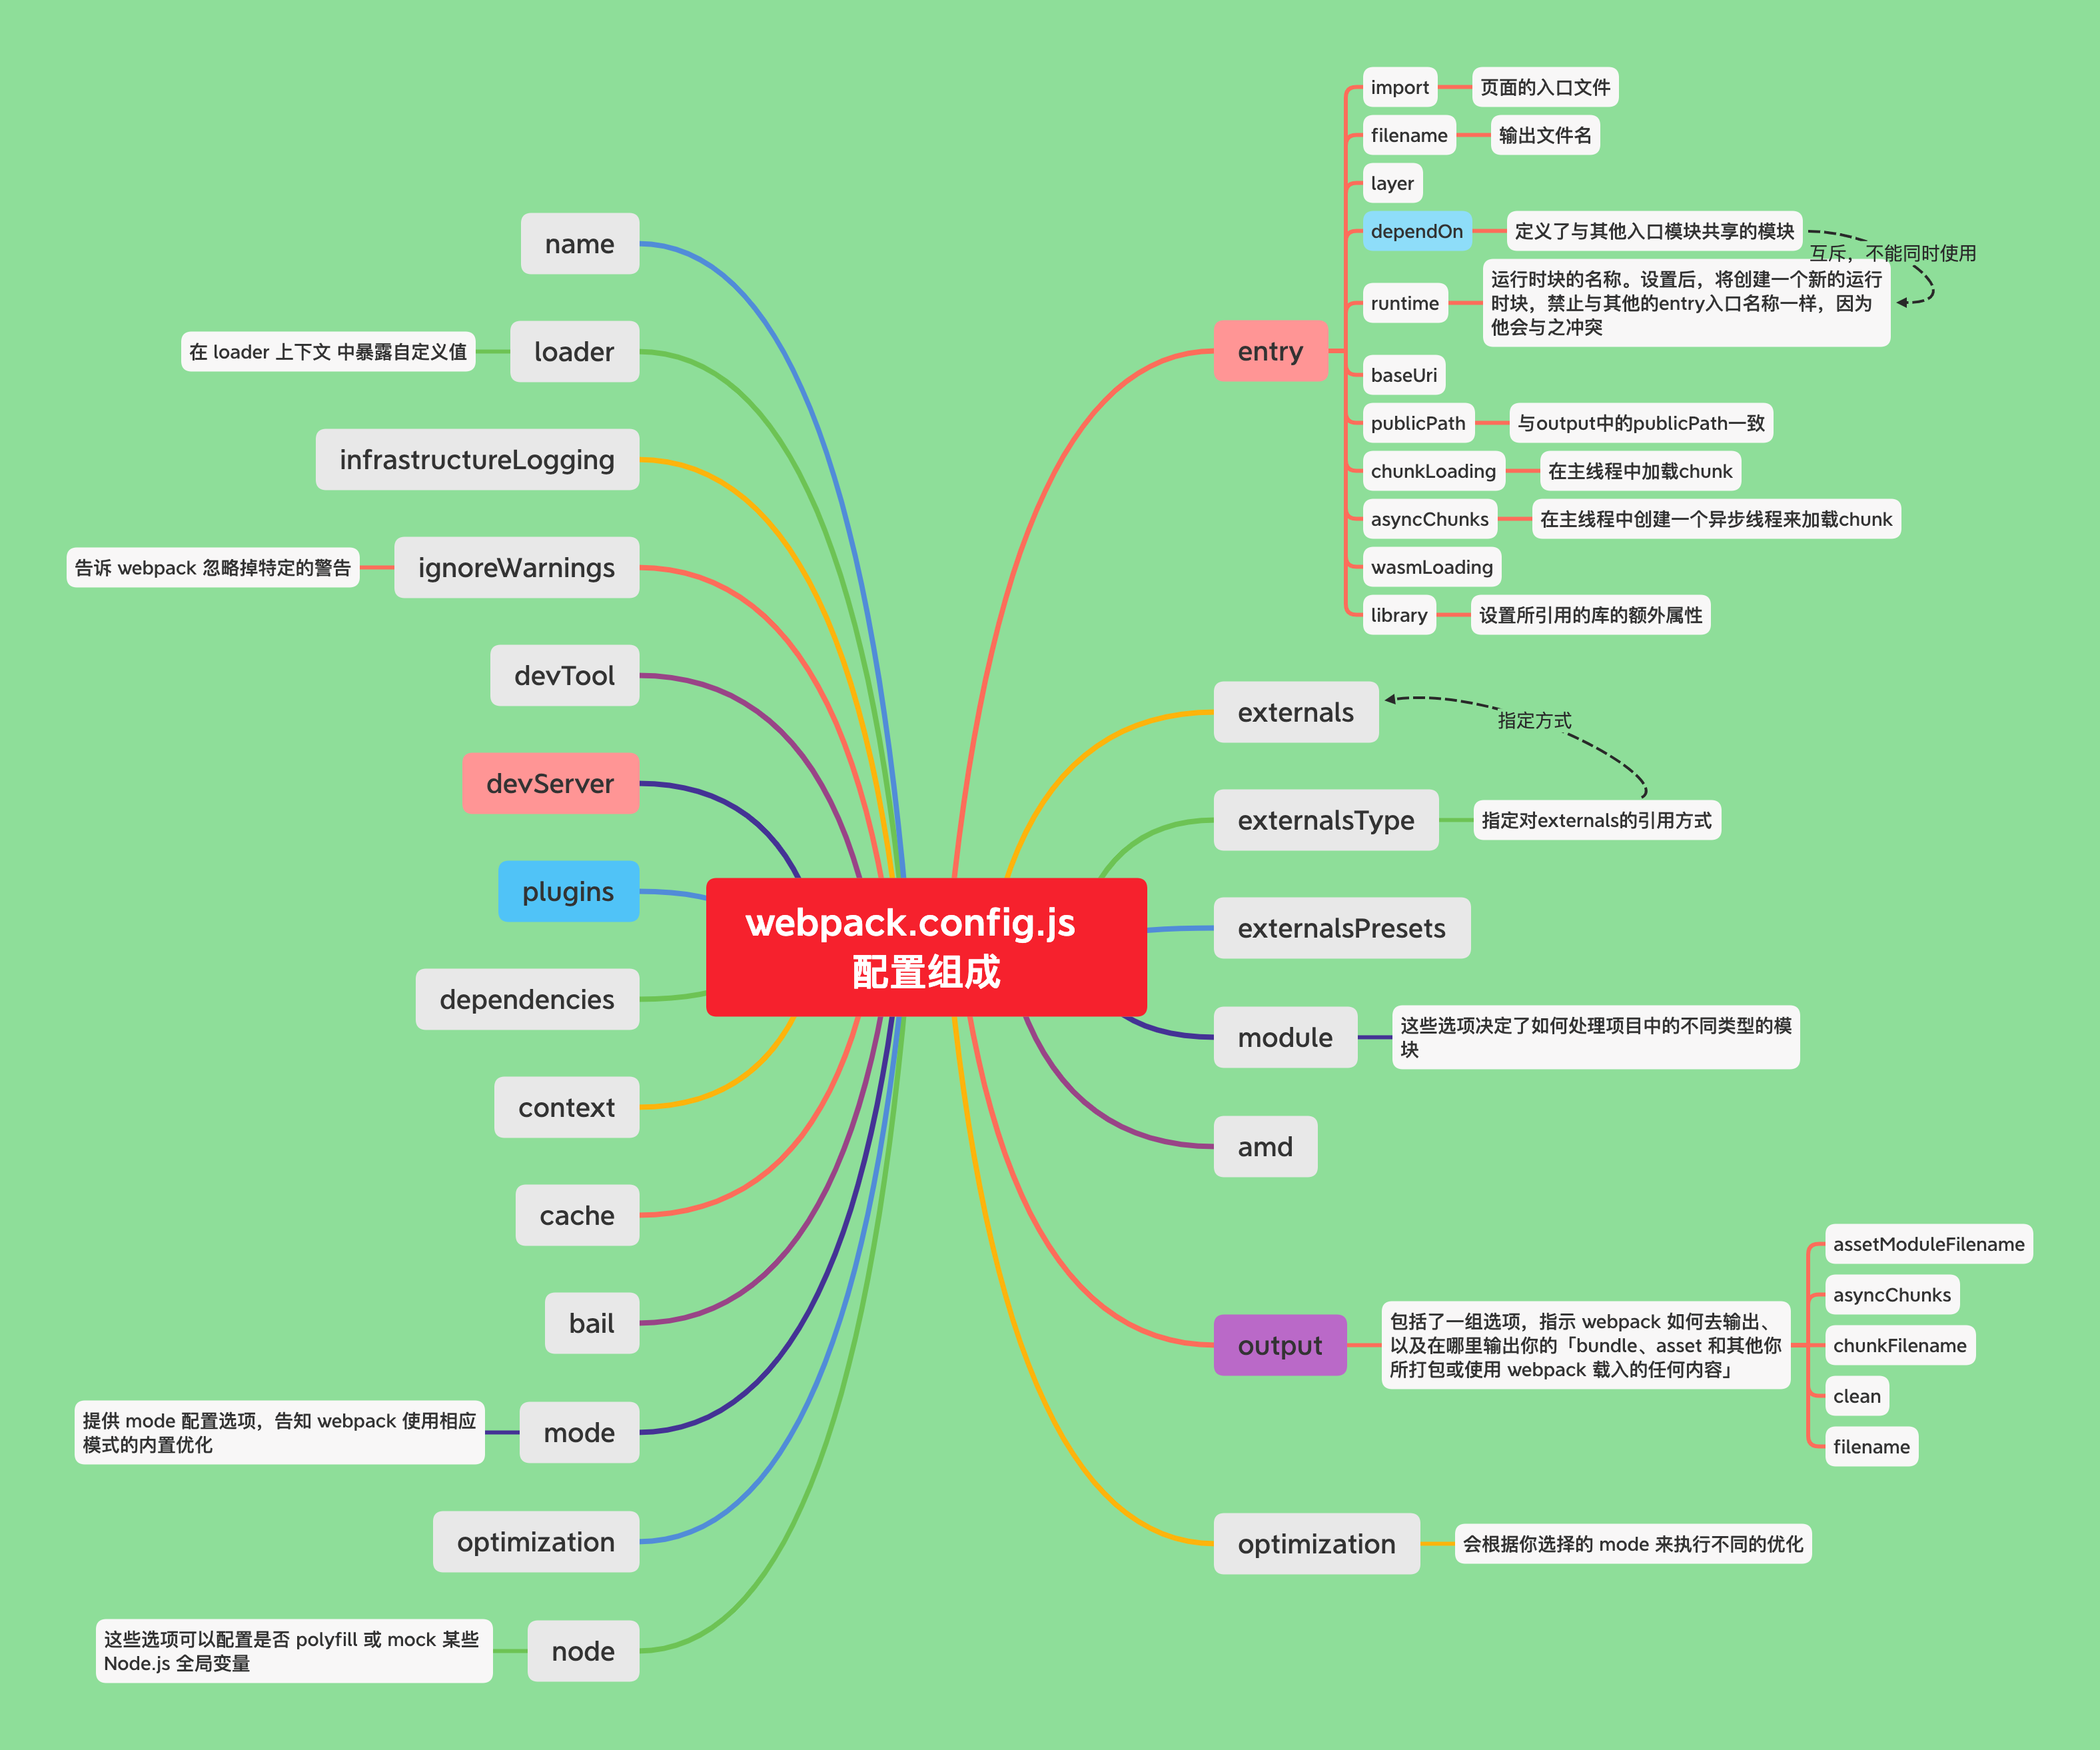 webpack.config.js
配置组成
entry
import
页面的入口文件
filename
输出文件名
layer
dependOn
定义了与其他入口模块共享的模块
互斥，不能同时使用
runtime
运行时块的名称。设置后，将创建一个新的运行
时块，禁止与其他的entry入口名称一样，因为
他会与之冲突
baseUri
publicPath
与output中的publicPath一致
chunkLoading
在主线程中加载chunk
asyncChunks
在主线程中创建一个异步线程来加载chunk
wasmLoading
library
设置所引用的库的额外属性
externals
指定方式
externalsType
指定对externals的引用方式
externalsPresets
module
这些选项决定了如何处理项目中的不同类型的模
块
amd
output
包括了一组选项，指示 webpack 如何去输出、
以及在哪里输出你的「bundle、asset 和其他你
所打包或使用 webpack 载入的任何内容」
assetModuleFilename
asyncChunks
chunkFilename
clean
filename
optimization
会根据你选择的 mode 来执行不同的优化
name
loader
在 loader 上下文 中暴露自定义值
infrastructureLogging
ignoreWarnings
告诉 webpack 忽略掉特定的警告
devTool
devServer
plugins
dependencies
context
cache
bail
mode
提供 mode 配置选项，告知 webpack 使用相应
模式的内置优化
optimization
node
这些选项可以配置是否 polyfill 或 mock 某些
Node.js 全局变量